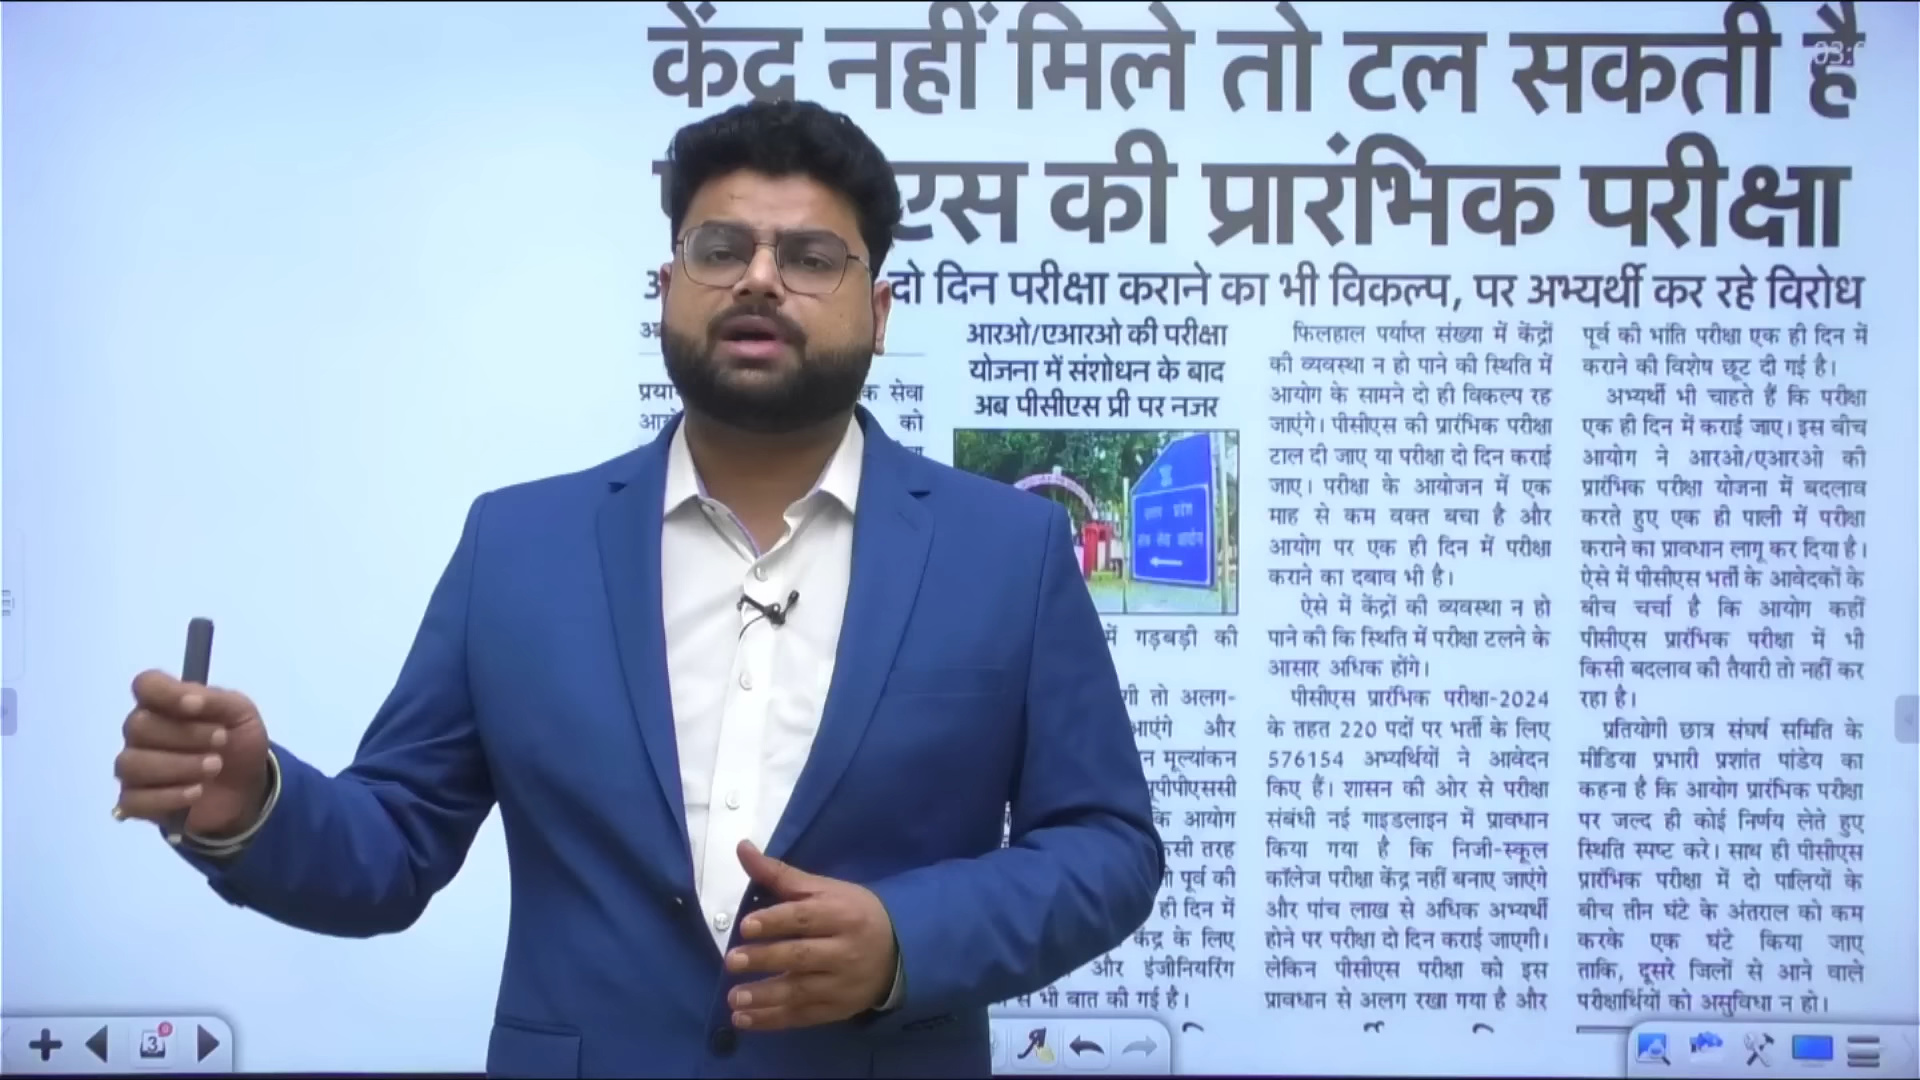 केंद्र नहीं मिले तो टल सकती है
एस की प्रारंभिक परीक्षा
दो दिन परीक्षा कराने का भी विकल्प, पर अभ्यर्थी कर रहे विरोध
सेवा
को
आरओ/एआरओ की परीक्षा
योजना में संशोधन के बाद
अब पीसीएस प्री पर नजर
में गड़बड़ी की
तो अलग-
और
मूल्यांकन
आयोग
तरह
पूर्व की
ही दिन में
केंद्र के लिए
और इंजीनियरिंग
से भी बात की गई है।
फिलहाल पर्याप्त संख्या में केंद्रों
की व्यवस्था न हो पाने की स्थिति में
आयोग के सामने दो ही विकल्प रह
जाएंगे। पीसीएस की प्रारंभिक परीक्षा
टाल दी जाए या परीक्षा दो दिन कराई
जाए। परीक्षा के आयोजन में एक
माह से कम वक्त बचा है और
आयोग पर एक ही दिन में परीक्षा
कराने का दबाव भी है।
ऐसे में केंद्रों की व्यवस्था न हो
पाने की कि स्थिति में परीक्षा टलने के
आसार अधिक होंगे।
पीसीएस प्रारंभिक परीक्षा-2024
के तहत 220 पदों पर भर्ती के लिए
576154 अभ्यर्थियों ने आवेदन
किए हैं। शासन की ओर से परीक्षा
संबंधी नई गाइडलाइन में प्रावधान
किया गया है कि निजी-स्कूल
कॉलेज परीक्षा केंद्र नहीं बनाए जाएंगे
और पांच लाख से अधिक अभ्यर्थी
होने पर परीक्षा दो दिन कराई जाएगी।
लेकिन पीसीएस परीक्षा को इस
प्रावधान से अलग रखा गया है और
पूर्व की भांति परीक्षा एक ही दिन में
कराने की विशेष छूट दी गई है।
अभ्यर्थी भी चाहते हैं कि परीक्षा
एक ही दिन में कराई जाए। इस बीच
आयोग ने आरओ/एआरओ की
प्रारंभिक परीक्षा योजना में बदलाव
करते हुए एक ही पाली में परीक्षा
कराने का प्रावधान लागू कर दिया है।
ऐसे में पीसीएस भर्ती के आवेदकों के
बीच चर्चा है कि आयोग कहीं
पीसीएस प्रारंभिक परीक्षा में भी
किसी बदलाव की तैयारी तो नहीं कर
रहा है।
प्रतियोगी छात्र संघर्ष समिति के
मीडिया प्रभारी प्रशांत पांडेय का
कहना है कि आयोग प्रारंभिक परीक्षा
पर जल्द ही कोई निर्णय लेते हुए
स्थिति स्पष्ट करे। साथ ही पीसीएस
प्रारंभिक परीक्षा में दो पालियों के
बीच तीन घंटे के अंतराल को कम
करके एक घंटे किया जाए
ताकि, दूसरे जिलों से आने वाले
परीक्षार्थियों को असुविधा न हो।
3